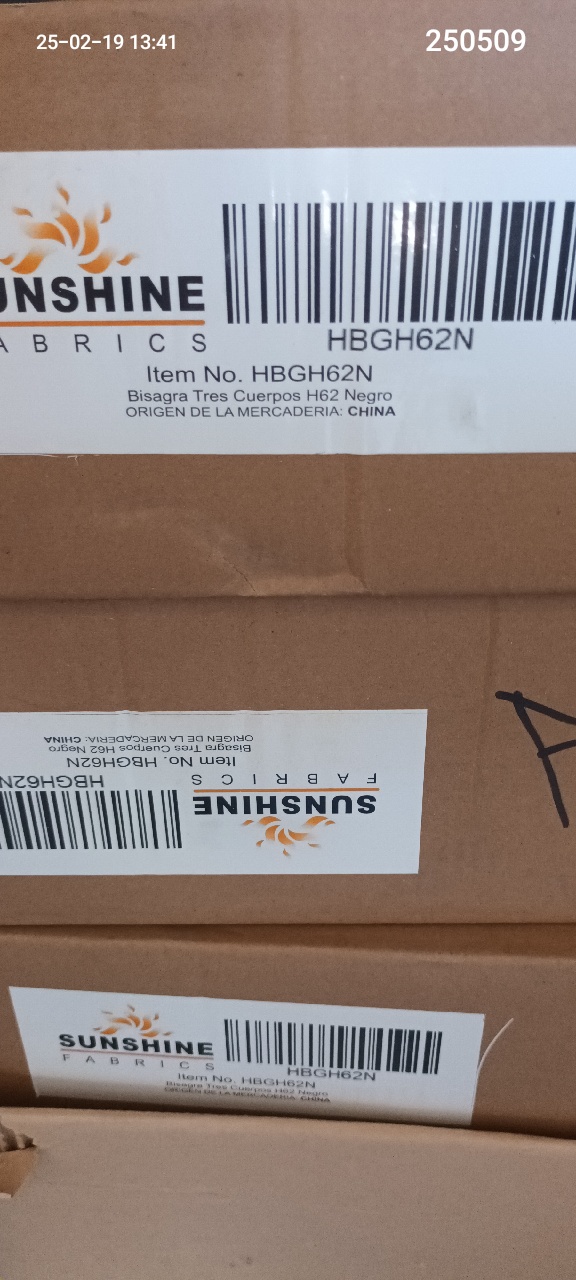 25-02-19 13:41
250509
UNSHINE
ABRICS
HBGH62N
Item No. HBGH62N
Bisagra Tres Cuerpos H62 Negro
ORIGEN DE LA MERCADERIA: CHINA
A
SUNSHINE
FABRICS
HBGH62N
Item No. HBGH62N
Bisagra Tres Cuerpos H62 Negro
ORIGEN DE LA MERCADERIA: CHINA
SUNSHINE
FABRICS
HBGH62N
Item No. HBGH62N
Bisagra Tres Cuerpos H62 Negro
ORIGEN DE LA MERCADERIA: CHINA